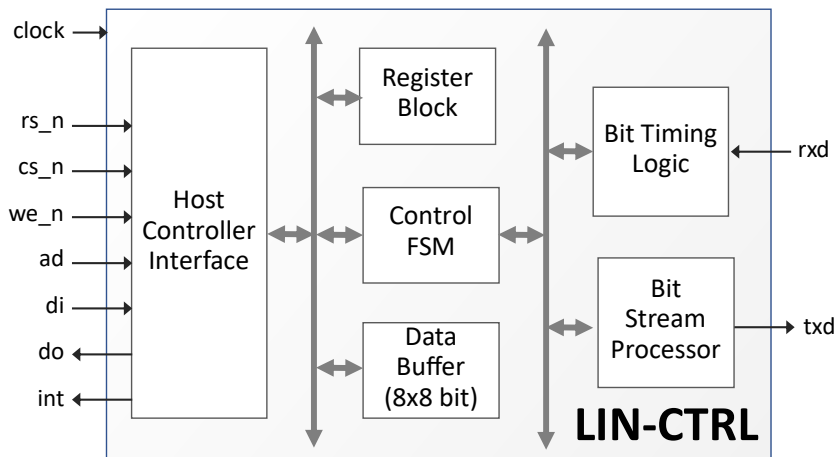 clock
rs_n
cs_n
we_n
ad
di
do
int
Host
Controller
Interface
Register
Block
Control
FSM
Data
Buffer
(8x8 bit)
Bit Timing
Logic
Bit
Stream
Processor
rxd
txd
LIN-CTRL